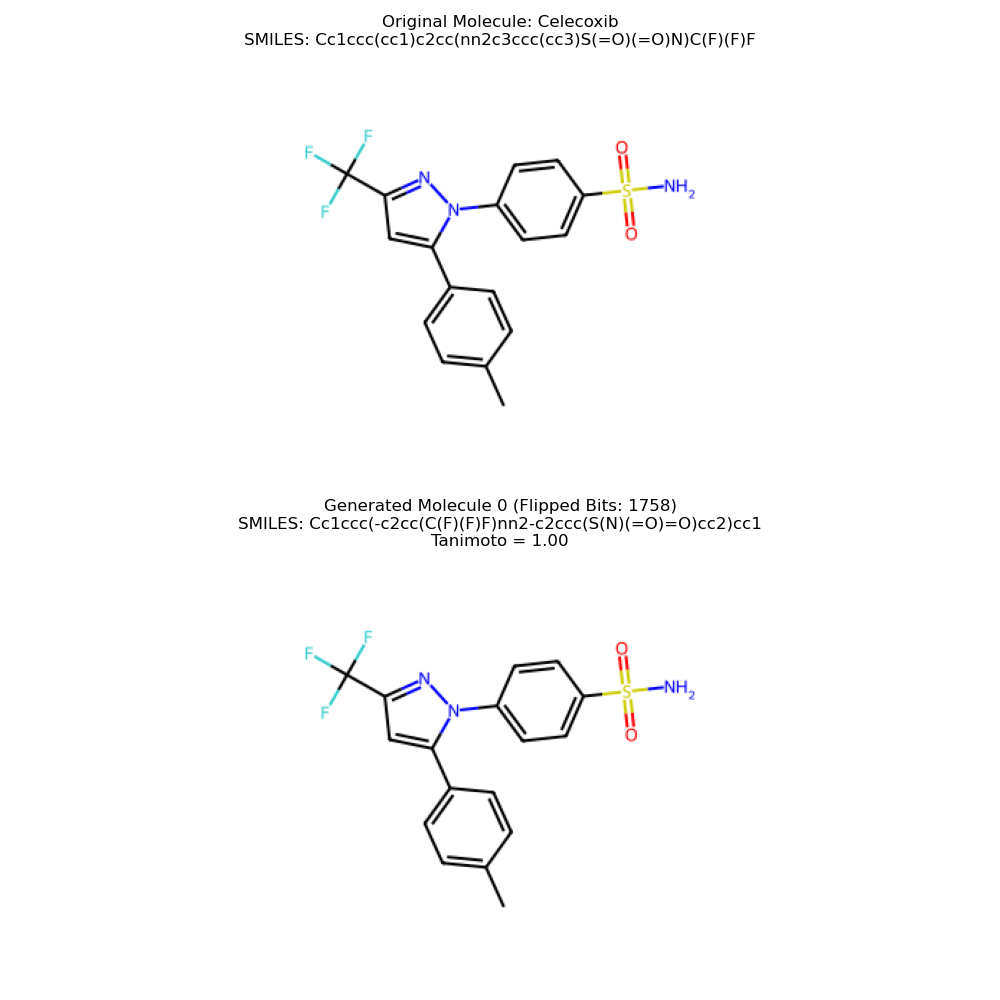 Original Molecule: Celecoxib
SMILES: Cc1ccc(cc1)c2cc(nn2c3ccc(cc3)S(=O)(=O)N)C(F)(F)F
F
F
O
N
S
NH2
F
N
O
Generated Molecule 0 (Flipped Bits: 1758)
SMILES: Cc1ccc(-c2cc(C(F)(F)F)nn2-c2ccc(S(N)(=O)=O)cc2)cc1
Tanimoto = 1.00
F
F
O
N
S
NH2
F
N
O